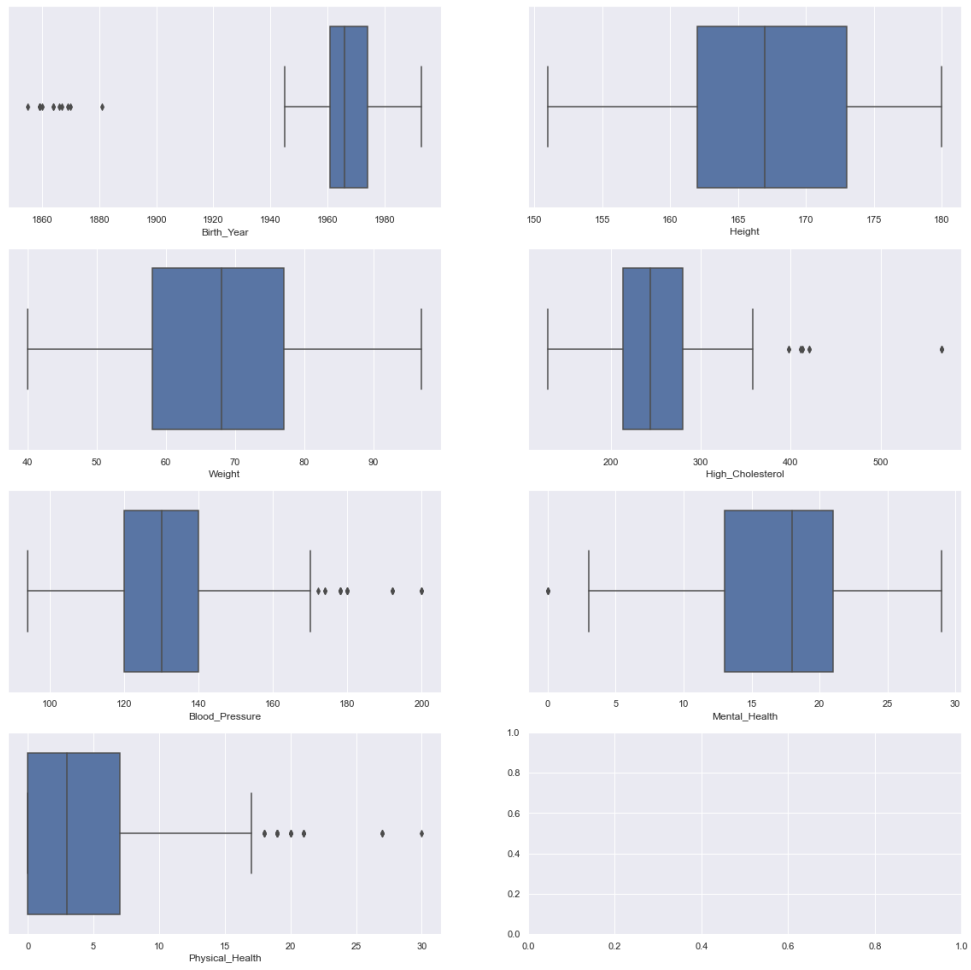 1860 1880 1900 1920 1940 1960 1980
Birth_Year
150 155 160 165 170 175 180
Height
40 50 60 70 80 90
Weight
200 300 400 500
High_Cholesterol
100 120 140 160 180 200
Blood_Pressure
0 5 10 15 20 25 30
Mental_Health
0 5 10 15 20 25 30
Physical_Health
1.0
0.8
0.6
0.4
0.2
0.0
0.0 0.2 0.4 0.6 0.8 1.0